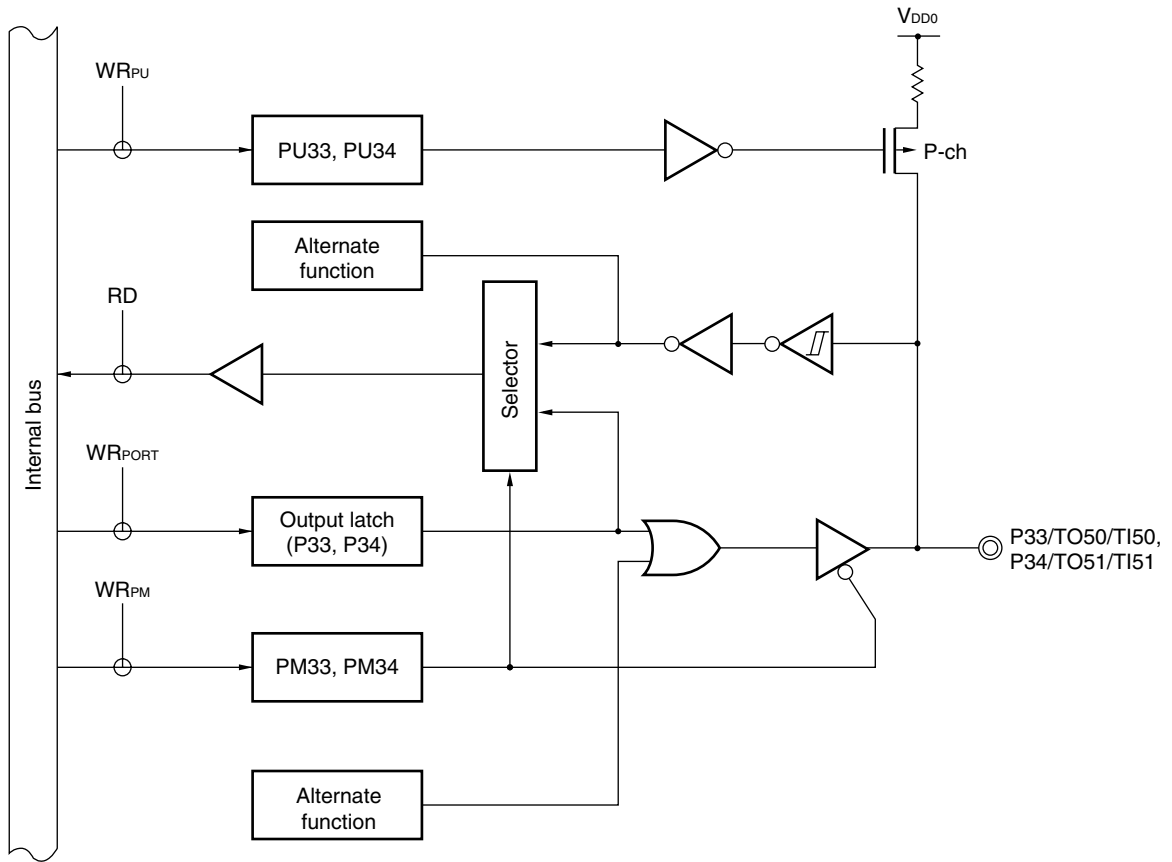 VDD0
WRPU
PU33, PU34
P-ch
Alternate
function
RD
Selector
Internal bus
WRPORT
Output latch
(P33, P34)
P33/TO50/TI50,
P34/TO51/TI51
WRPM
PM33, PM34
Alternate
function